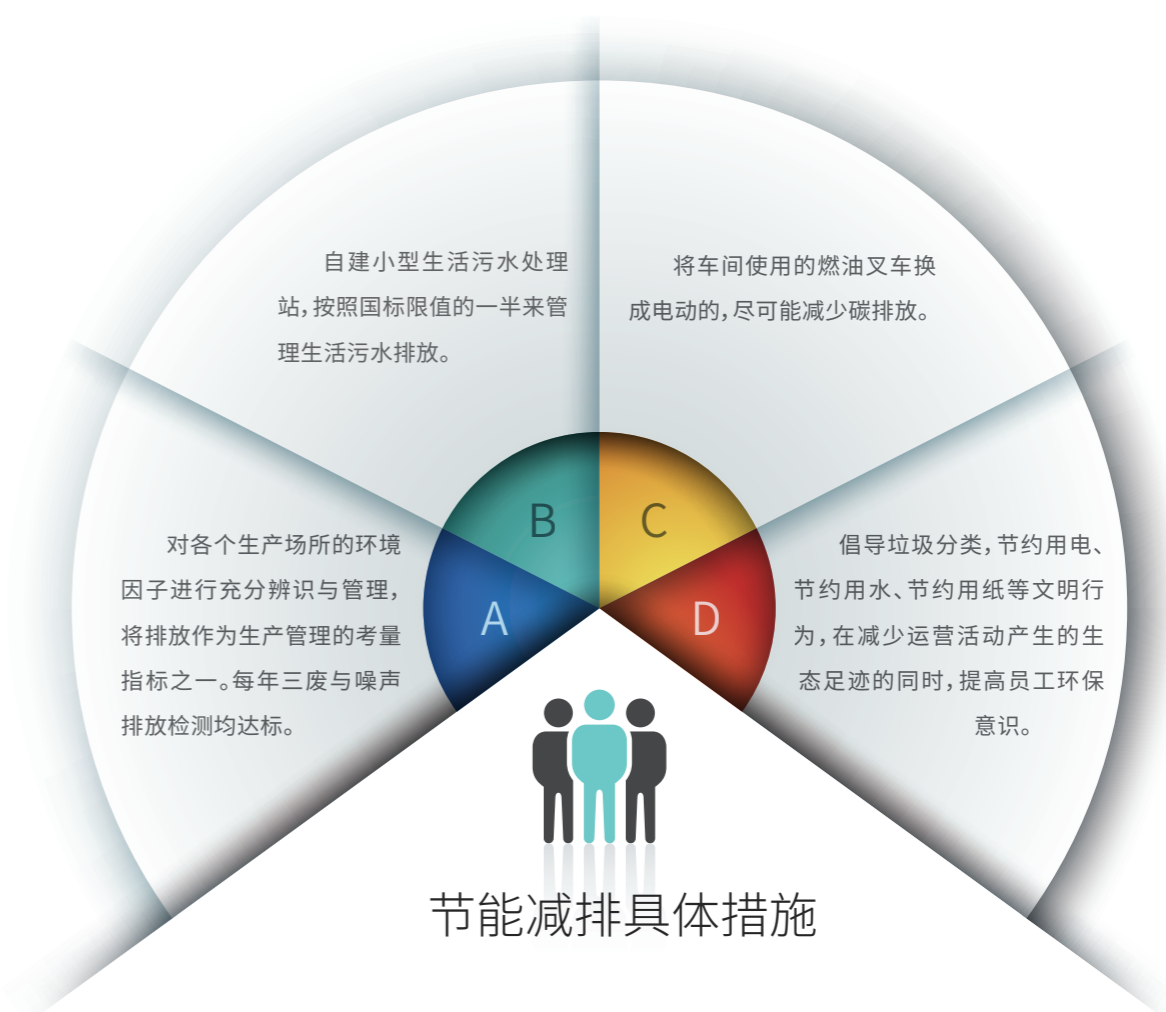 自建小型生活污水处理
站，按照国标限值的一半来管
理生活污水排放。
将车间使用的燃油叉车换
成电动的，尽可能减少碳排放。
B
C
对各个生产场所的环境
因子进行充分辨识与管理，
将排放作为生产管理的考量
指标之一。每年三废与噪声
排放检测均达标。
A
D
倡导垃圾分类，节约用电、
节约用水、节约用纸等文明行
为，在减少运营活动产生的生
态足迹的同时，提高员工环保
意识。
节能减排具体措施